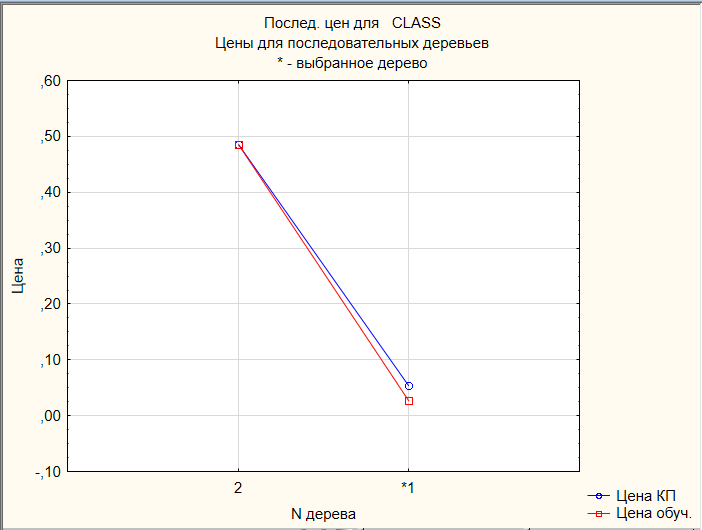 Послед. цен для CLASS
Цены для последовательных деревьев
* - выбранное дерево
,60
,50
,40
,30
,20
,10
,00
-,10
Цена
2
*1
N дерева
Цена КП
Цена обуч.